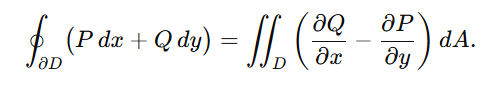 ∮_{∂D} (P dx + Q dy) = ∬_D (∂Q/∂x − ∂P/∂y) dA.